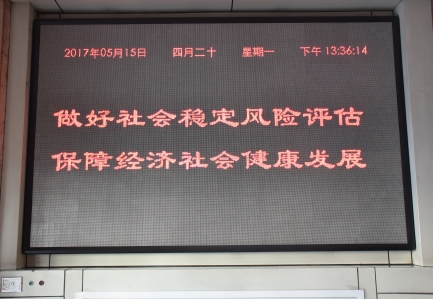 2017年05月15日 四月二十 星期一 下午 13:36:14
做好社会稳定风险评估
保障经济社会健康发展